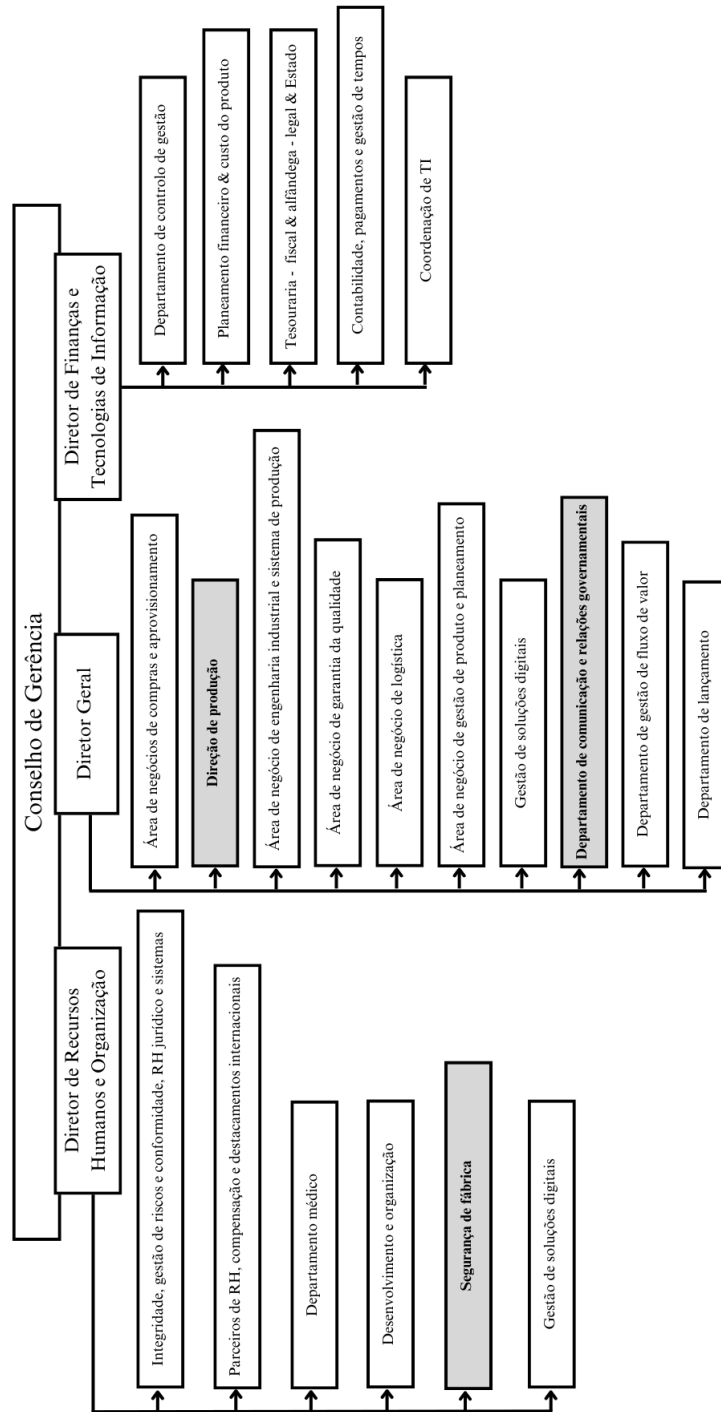 Conselho de Gerência
Diretor de Recursos
Humanos e Organização
Integridade, gestão de riscos e conformidade, RH jurídico e sistemas
Parceiros de RH, compensação e destacamentos internacionais
Departamento médico
Desenvolvimento e organização
Segurança de fábrica
Gestão de soluções digitais
Diretor Geral
Área de negócios de compras e aprovisionamento
Direção de produção
Área de negócio de engenharia industrial e sistema de produção
Área de negócio de garantia da qualidade
Área de negócio de logística
Área de negócio de gestão de produto e planeamento
Gestão de soluções digitais
Departamento de comunicação e relações governamentais
Departamento de gestão de fluxo de valor
Departamento de lançamento
Diretor de Finanças e
Tecnologias de Informação
Departamento de controlo de gestão
Planeamento financeiro & custo do produto
Tesouraria - fiscal & alfândega - legal & Estado
Contabilidade, pagamentos e gestão de tempos
Coordenação de TI